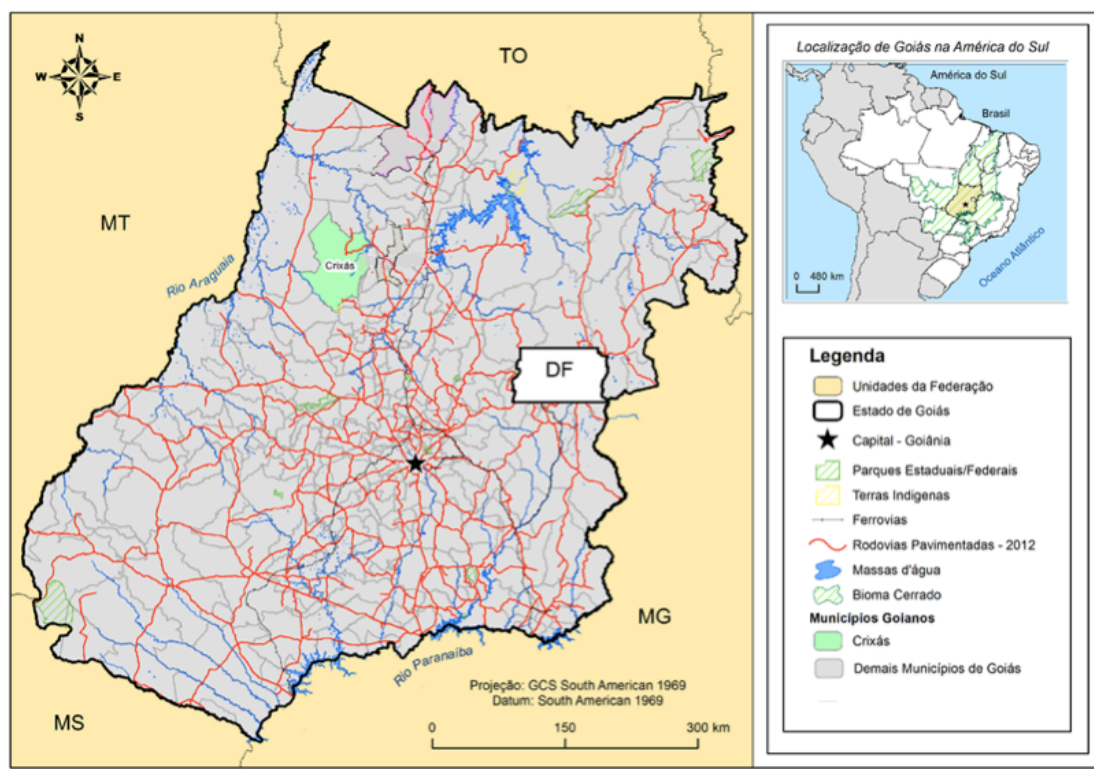 N
W
E
S
TO
MT
Rio Araguaia
Crixás
DF
MG
Rio Paranaíba
MS
Projeção: GCS South American 1969
Datum: South American 1969
0 150 300 km
Localização de Goiás na América do Sul
América do Sul
Brasil
Oceano Atlântico
0 480 km
Legenda
Unidades da Federação
Estado de Goiás
Capital - Goiânia
Parques Estaduais/Federais
Terras Indigenas
Ferrovias
Rodovias Pavimentadas - 2012
Massas d'água
Bioma Cerrado
Municípios Goianos
Crixás
Demais Municípios de Goiás